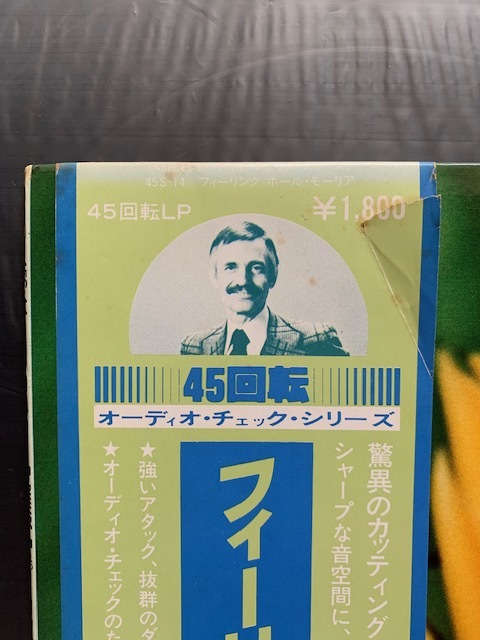 45S-14 フィーリング/ポール・モーリア
45回転LP
¥1,800
45回転
オーディオ・チェック・シリーズ
驚異のカッティング
シャープな音空間に、
フィーリ
★強いアタック、抜群のダ
★オーディオ・チェックのた